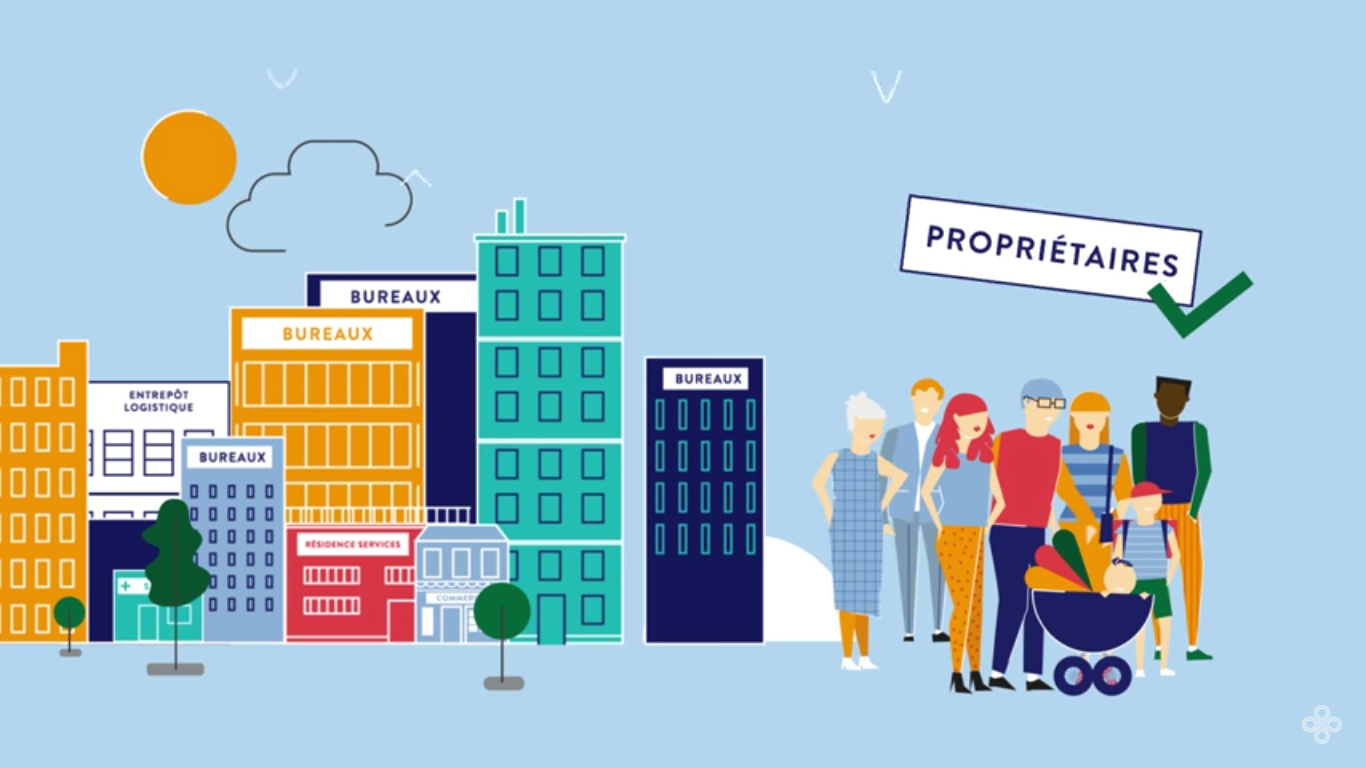 PROPRIÉTAIRES
BUREAUX
BUREAUX
BUREAUX
ENTREPÔT
LOGISTIQUE
BUREAUX
RÉSIDENCE SERVICES